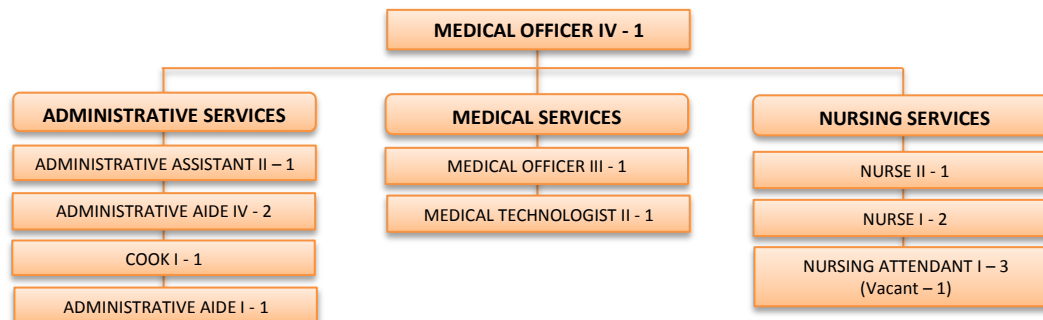 MEDICAL OFFICER IV - 1
ADMINISTRATIVE SERVICES
ADMINISTRATIVE ASSISTANT II – 1
ADMINISTRATIVE AIDE IV - 2
COOK I - 1
ADMINISTRATIVE AIDE I - 1
MEDICAL SERVICES
MEDICAL OFFICER III - 1
MEDICAL TECHNOLOGIST II - 1
NURSING SERVICES
NURSE II - 1
NURSE I - 2
NURSING ATTENDANT I – 3
(Vacant – 1)